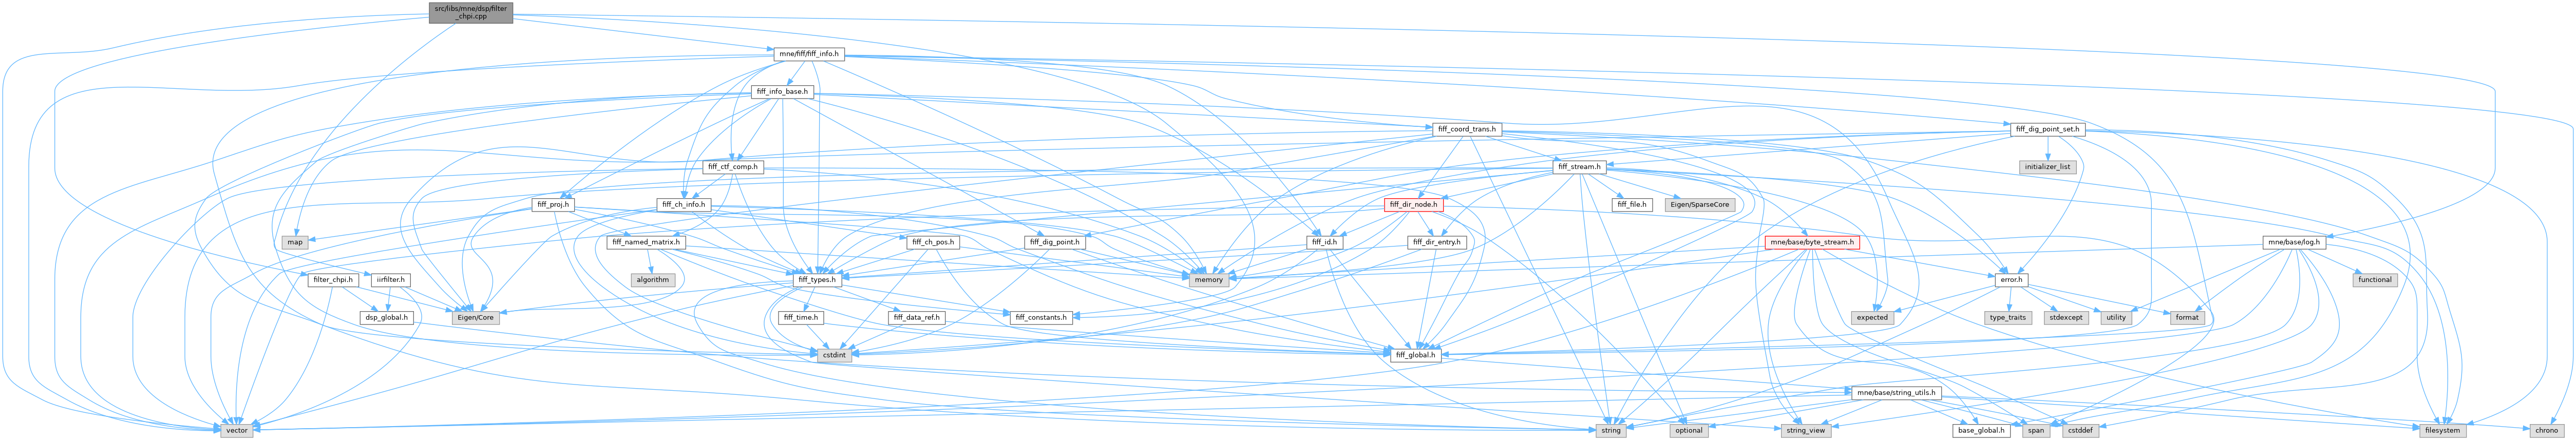 src/libs/mne/dsp/filter
_chpi.cpp
mne/fiff/fiff_info.h
fiff_info_base.h
fiff_coord_trans.h
fiff_dig_point_set.h
fiff_ctf_comp.h
fiff_stream.h
initializer_list
fiff_proj.h
fiff_ch_info.h
fiff_dir_node.h
fiff_file.h
Eigen/SparseCore
map
fiff_named_matrix.h
fiff_ch_pos.h
fiff_dig_point.h
fiff_id.h
fiff_dir_entry.h
mne/base/byte_stream.h
mne/base/log.h
filter_chpi.h
iirfilter.h
algorithm
fiff_types.h
memory
error.h
functional
dsp_global.h
Eigen/Core
fiff_time.h
fiff_data_ref.h
fiff_constants.h
expected
type_traits
stdexcept
utility
format
cstdint
fiff_global.h
mne/base/string_utils.h
vector
string
optional
string_view
base_global.h
span
cstddef
filesystem
chrono